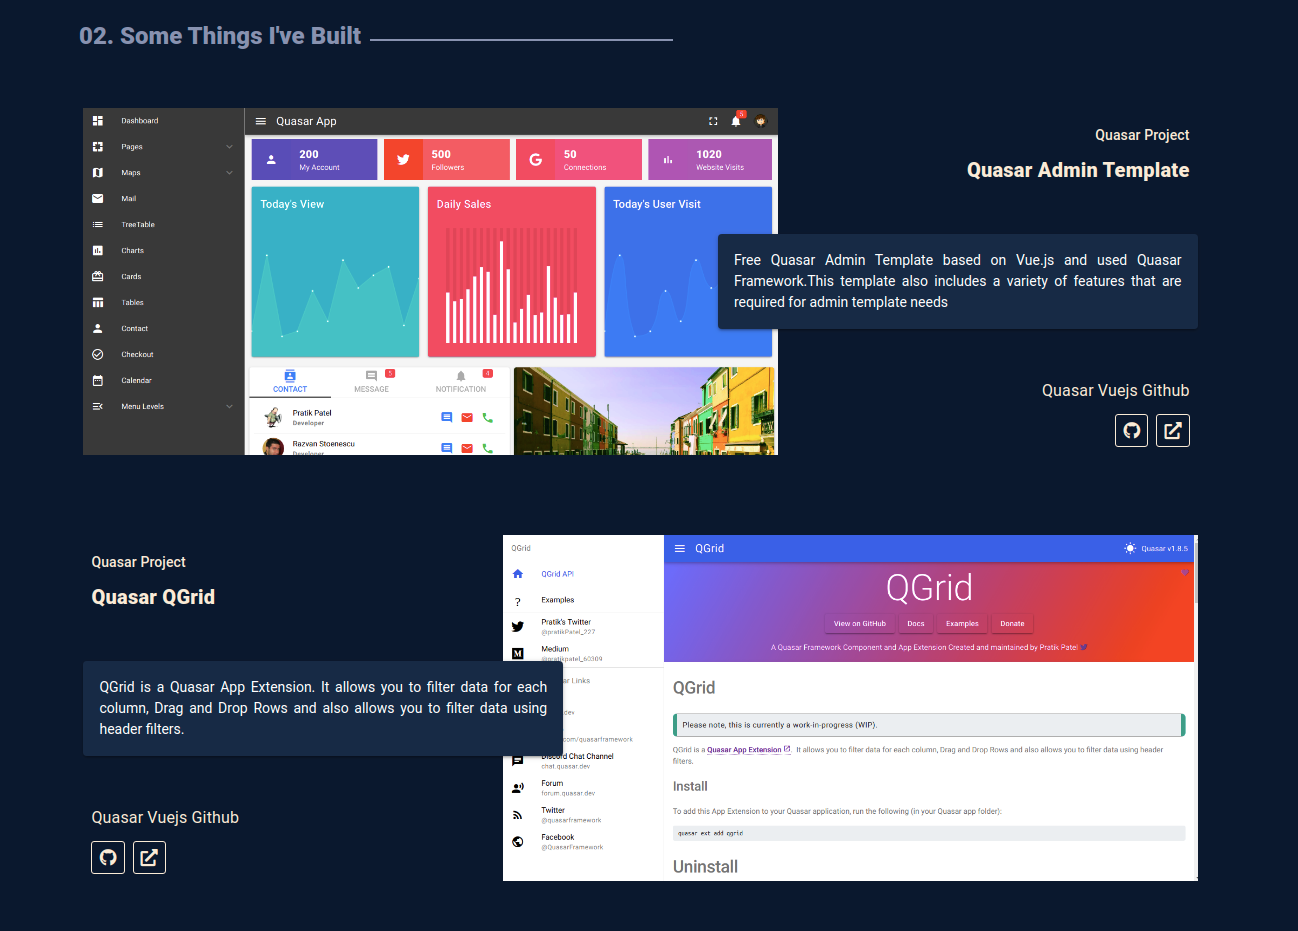 02. Some Things I've Built
Dashboard
Pages
Maps
Mail
TreeTable
Charts
Cards
Tables
Contact
Checkout
Calendar
Menu Levels
Quasar App
5
200
My Account
500
Followers
50
Connections
1020
Website Visits
Today's View
Daily Sales
Today's User Visit
CONTACT
MESSAGE
5
NOTIFICATION
4
Pratik Patel
Developer
Razvan Stoenescu
Developer
Quasar Project
Quasar Admin Template
Free Quasar Admin Template based on Vue.js and used Quasar
Framework.This template also includes a variety of features that are
required for admin template needs
Quasar Vuejs Github
Quasar Project
Quasar QGrid
QGrid is a Quasar App Extension. It allows you to filter data for each
column, Drag and Drop Rows and also allows you to filter data using
header filters.
Quasar Vuejs Github
QGrid
QGrid API
Examples
Pratik's Twitter
@pratikPatel_227
Medium
@pratikpatel_60309
ar Links
.dev
.com/quasarframework
Discord Chat Channel
chat.quasar.dev
Forum
forum.quasar.dev
Twitter
@quasarframework
Facebook
@QuasarFramework
QGrid
Quasar v1.8.5
QGrid
View on GitHub
Docs
Examples
Donate
A Quasar Framework Component and App Extension Created and maintained by Pratik Patel
QGrid
Please note, this is currently a work-in-progress (WIP).
QGrid is a Quasar App Extension . It allows you to filter data for each column, Drag and Drop Rows and also allows you to filter data using header
filters.
Install
To add this App Extension to your Quasar application, run the following (in your Quasar app folder):
quasar ext add qgrid
Uninstall